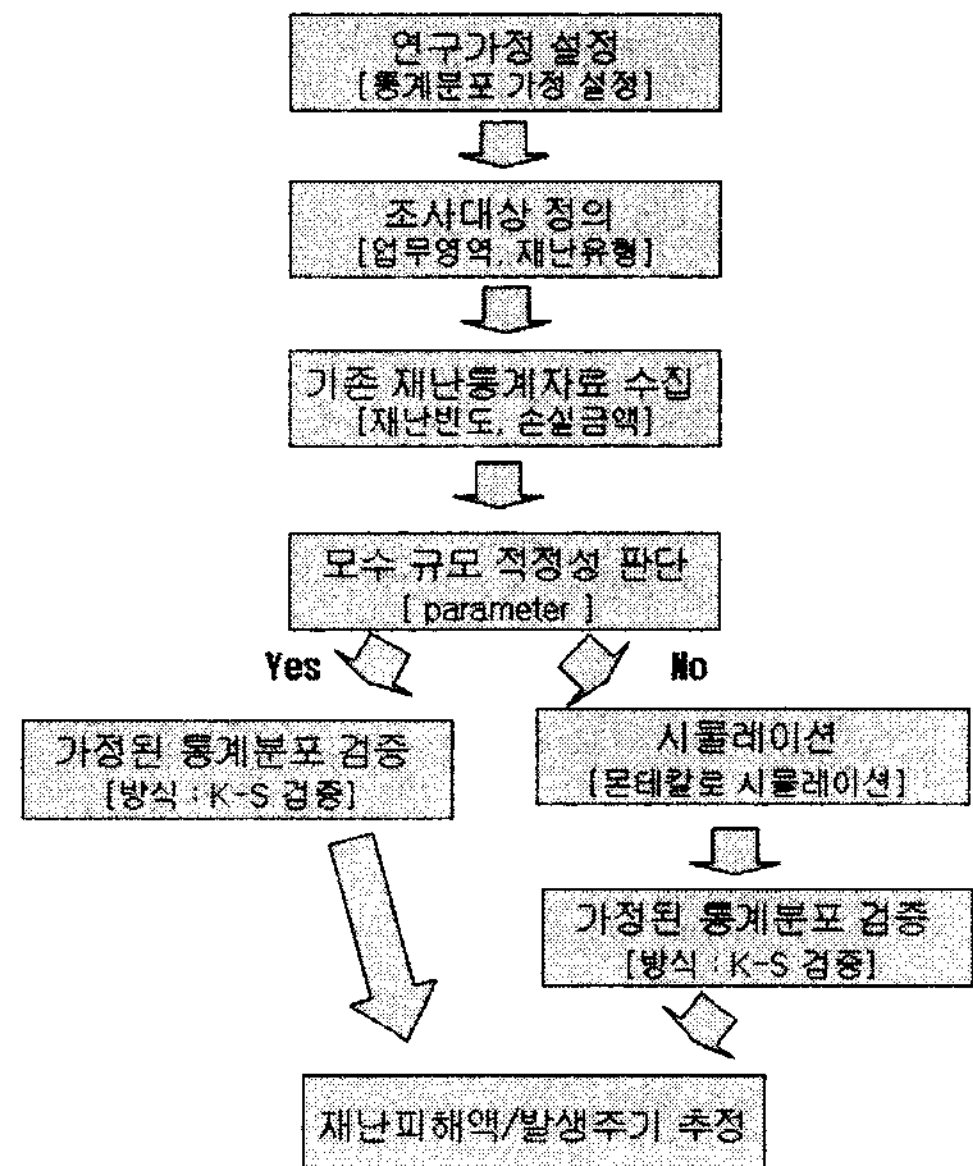 연구가정 설정
[통계분포 가정 설정]
조사대상 정의
[업무영역, 재난유형]
기존 재난통계자료 수집
[재난빈도, 손실금액]
모수 규모 적정성 판단
[ parameter ]
Yes
No
가정된 통계분포 검증
[방식 : K-S 검증]
시뮬레이션
[몬테칼로 시뮬레이션]
가정된 통계분포 검증
[방식 : K-S 검증]
재난피해액/발생주기 추정